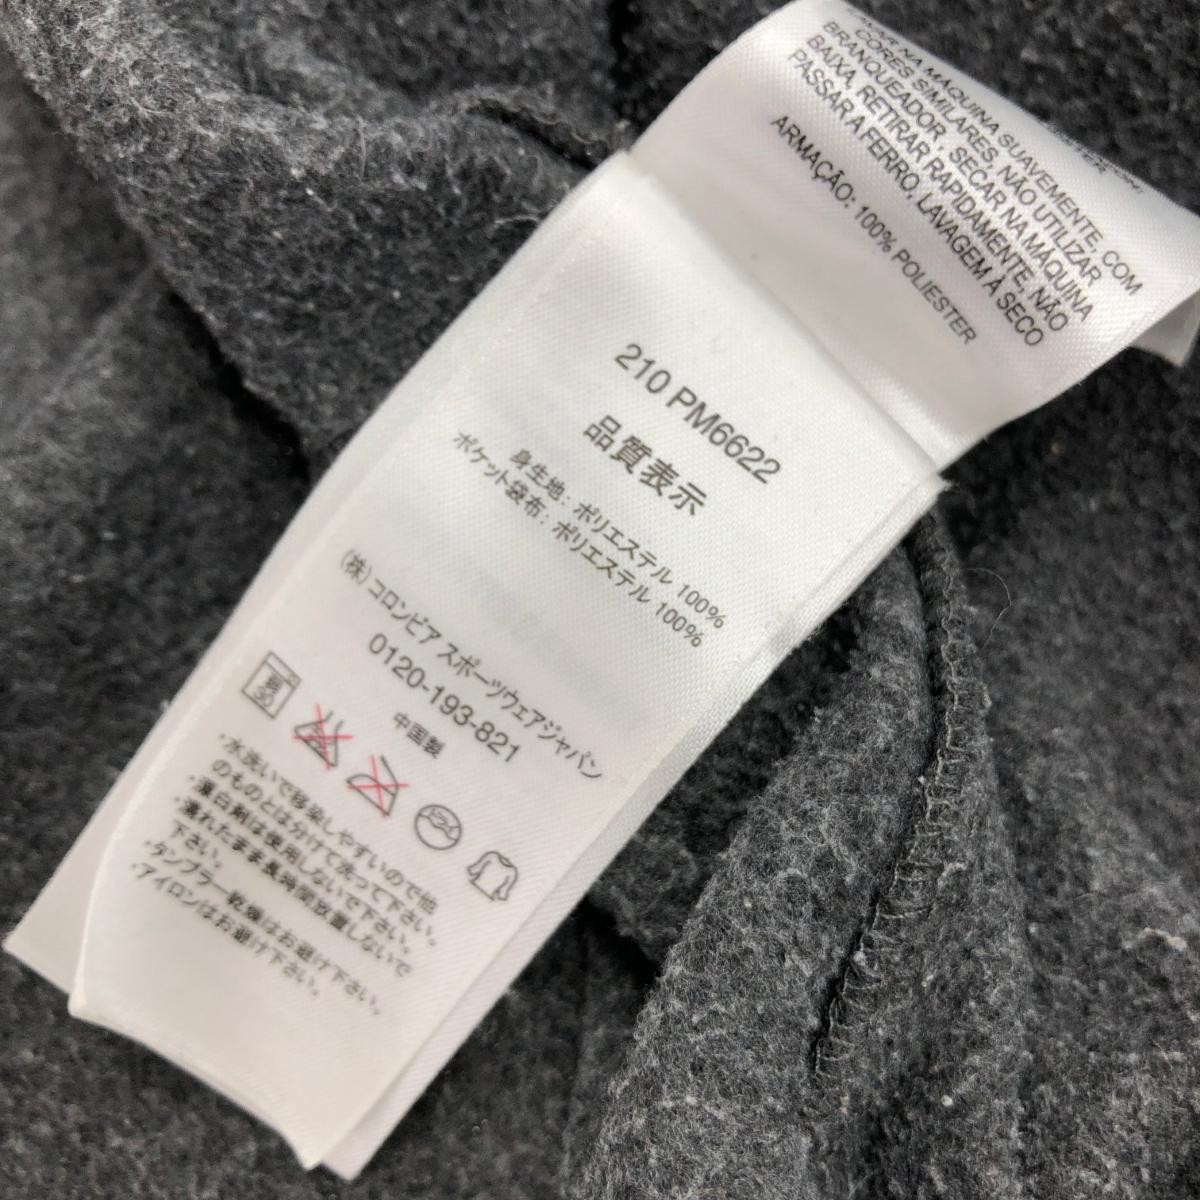 NA MÁQUINA SUAVEMENTE, COM
CORES SIMILARES, NÃO UTILIZAR
BRANQUEADOR, SECAR NA MÁQUINA
BAIXA, RETIRAR RAPIDAMENTE, NÃO
PASSAR A FERRO, LAVAGEM À SECO
ARMAÇÃO: 100% POLIÉSTER
210 PM6622
品質表示
身生地: ポリエステル 100%
ポケット袋布: ポリエステル 100%
(株) コロンビア スポーツウェアジャパン
0120-193-821
中国製
弱
30
・水洗いで移染しやすいので他
のものとは分けて洗って下さい。
・漂白剤は使用しないで下さい。
濡れたまま長時間放置しないで
下さい。
・タンブラー乾燥はお避け下さい。
・アイロンはお避け下さい。